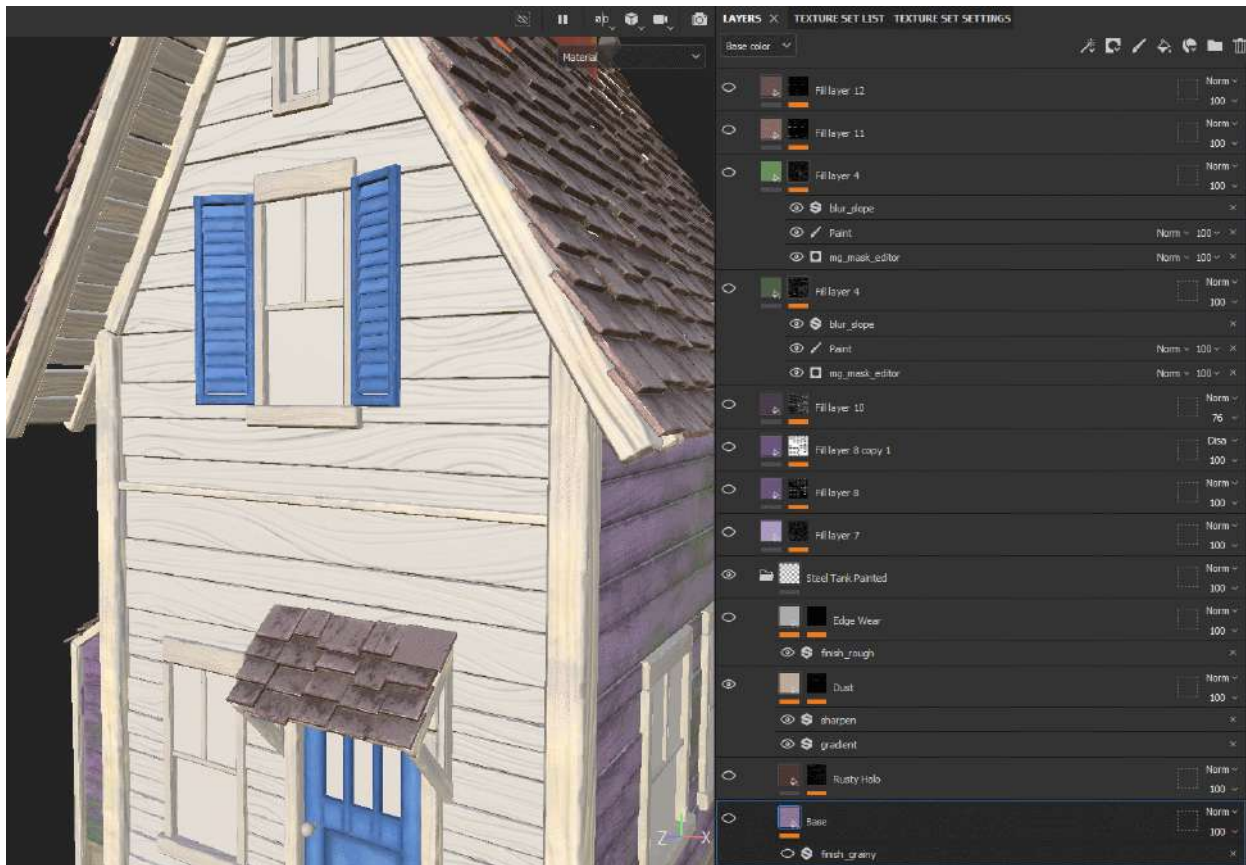 LAYERS × TEXTURE SET LIST TEXTURE SET SETTINGS
Material
Base color
Fill layer 12 Norm
100
Fill layer 11 Norm
100
Fill layer 4 Norm
100
blur_slope ×
Paint Norm 100 ×
mg_mask_editor Norm 100 ×
Fill layer 4 Norm
100
blur_slope ×
Paint Norm 100 ×
mg_mask_editor Norm 100 ×
Fill layer 10 Norm
76
Fill layer 8 copy 1 Disa
100
Fill layer 8 Norm
100
Fill layer 7 Norm
100
Steel Tank Painted Norm
100
Edge Wear Norm
100
finish_rough ×
Dust Norm
100
sharpen ×
gradient ×
Rusty Halo Norm
100
Base Norm
100
finish_grainy ×
Z X